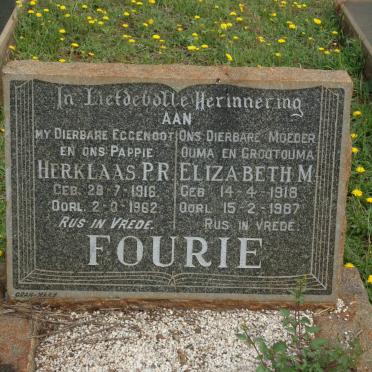 In Liefdevolle Herinnering
AAN
MY DIERBARE EGGENOOT
EN ONS PAPPIE
HERKLAAS P.R.
GEB. 28-7-1916.
OORL. 2-0-1962
RUS IN VREDE.
ONS DIERBARE MOEDER
OUMA EN GROOTOUMA
ELIZABETH M.
GEB. 14-4-1918
OORL. 15-2-1987
RUS IN VREDE.
FOURIE